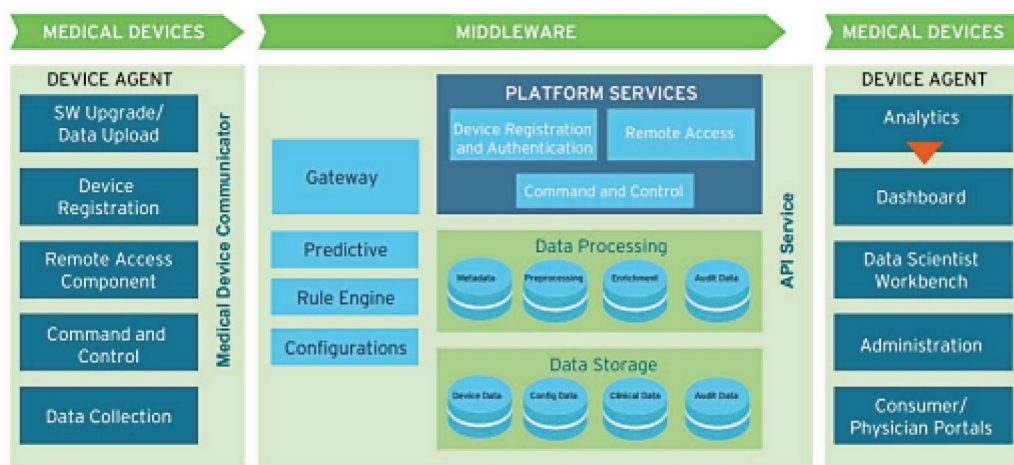 MEDICAL DEVICES
DEVICE AGENT
SW Upgrade/
Data Upload
Device
Registration
Remote Access
Component
Command and
Control
Data Collection
Medical Device Communicator
MIDDLEWARE
Gateway
Predictive
Rule Engine
Configurations
PLATFORM SERVICES
Device Registration
and Authentication
Remote Access
Command and Control
Data Processing
Metadata
Preprocessing
Enrichment
Audit Data
Data Storage
Device Data
Config Data
Clinical Data
Audit Data
API Service
MEDICAL DEVICES
DEVICE AGENT
Analytics
Dashboard
Data Scientist
Workbench
Administration
Consumer/
Physician Portals